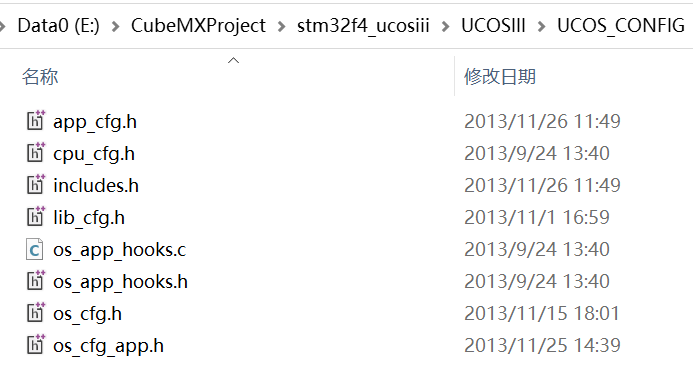 Data0 (E:) > CubeMXProject > stm32f4_ucosiii > UCOSIII > UCOS_CONFIG
名称 修改日期
app_cfg.h 2013/11/26 11:49
cpu_cfg.h 2013/9/24 13:40
includes.h 2013/11/26 11:49
lib_cfg.h 2013/11/1 16:59
os_app_hooks.c 2013/9/24 13:40
os_app_hooks.h 2013/9/24 13:40
os_cfg.h 2013/11/15 18:01
os_cfg_app.h 2013/11/25 14:39